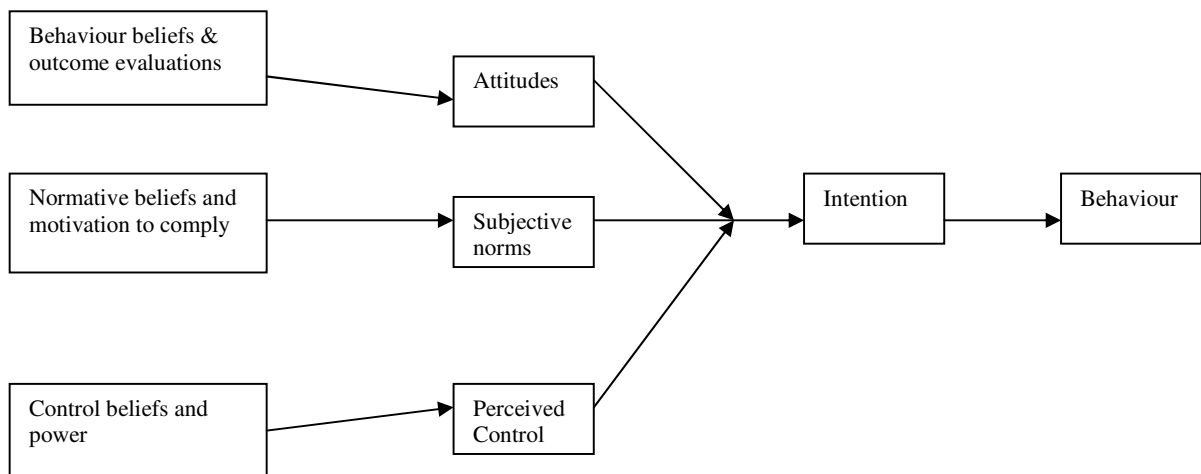 Behaviour beliefs &
outcome evaluations
Attitudes
Normative beliefs and
motivation to comply
Subjective
norms
Intention
Behaviour
Control beliefs and
power
Perceived
Control